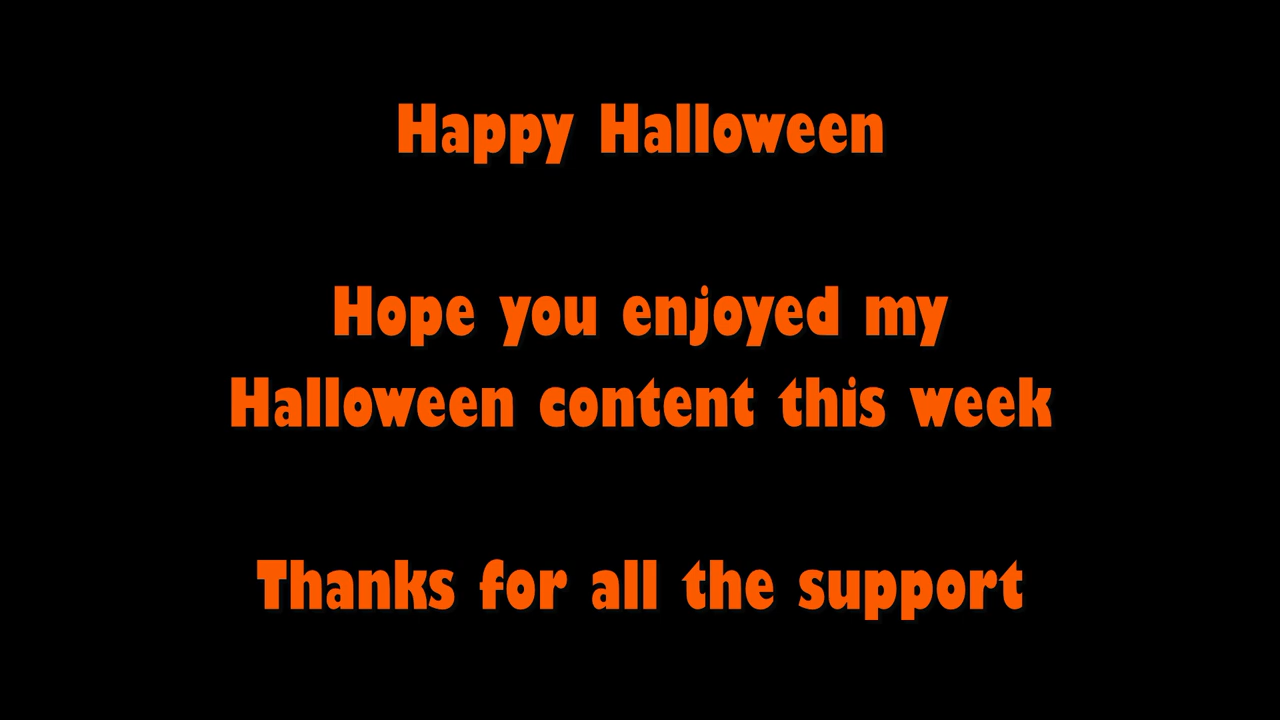 Happy Halloween
Hope you enjoyed my
Halloween content this week
Thanks for all the support